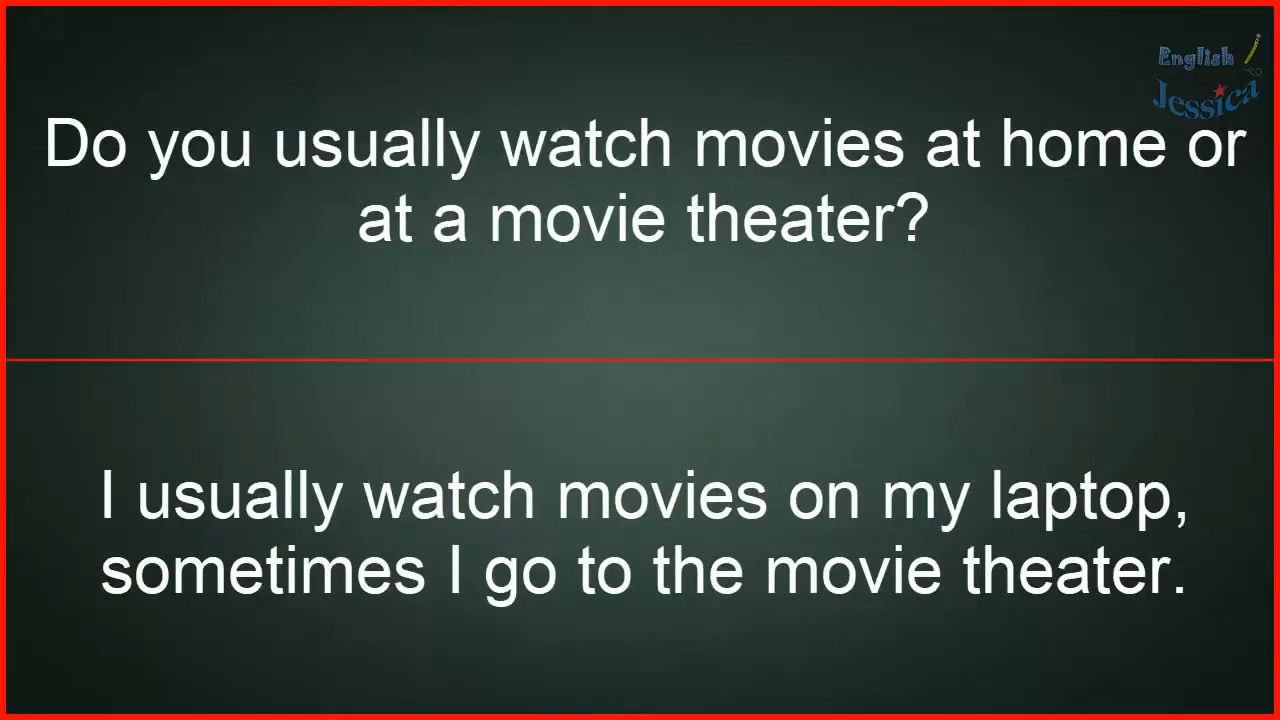 English
Jessica
Do you usually watch movies at home or
at a movie theater?
I usually watch movies on my laptop,
sometimes I go to the movie theater.